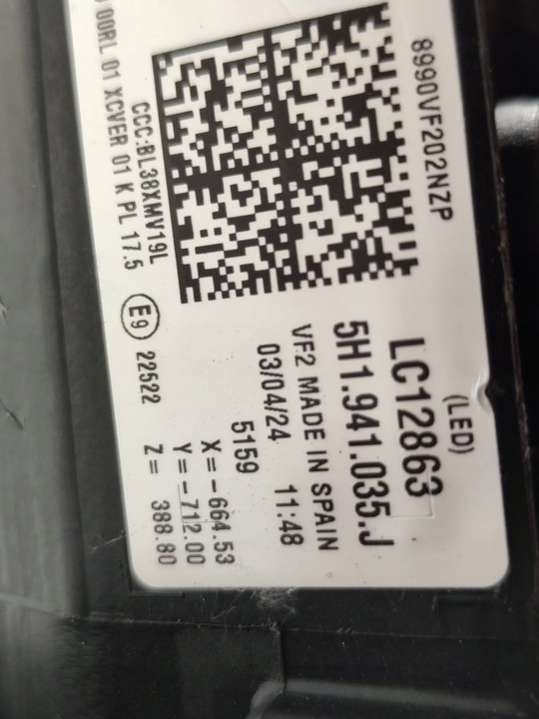 8990VF202NZP
(LED)
LC12863
5H1.941.035.J
VF2 MADE IN SPAIN
03/04/24 11:48
5159
X = - 664.53
Y = - 712.00
Z = 388.80
CCC:BL38XMV19L
00RL 01 XCVER 01 K PL 17.5
E9 22522